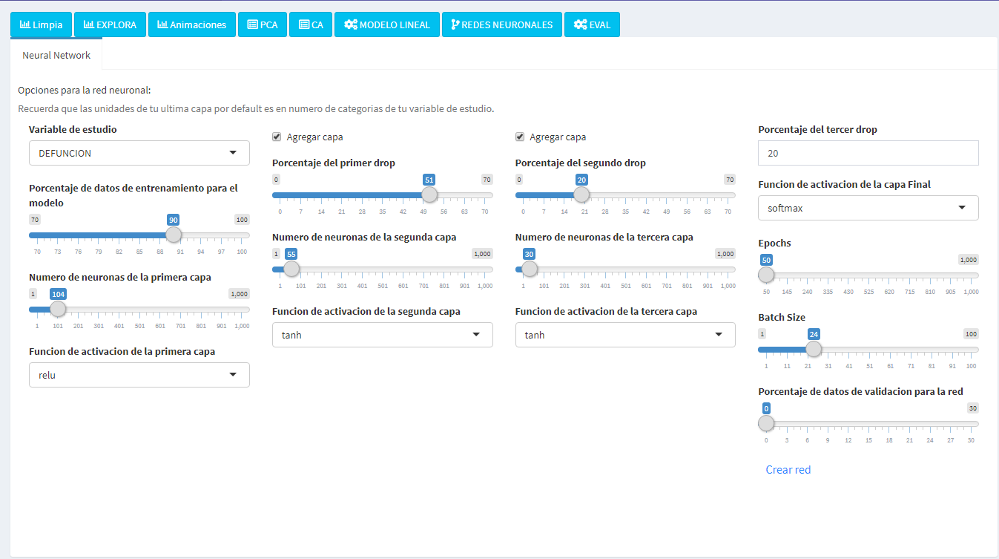 Limpia EXPLORA Animaciones PCA CA MODELO LINEAL REDES NEURONALES EVAL
Neural Network
Opciones para la red neuronal:
Recuerda que las unidades de tu ultima capa por default es en numero de categorias de tu variable de estudio.
Variable de estudio
DEFUNCION
Porcentaje de datos de entrenamiento para el
modelo
70 90 100
70 73 76 79 82 85 88 91 94 97 100
Numero de neuronas de la primera capa
1 104 1,000
1 101 201 301 401 501 601 701 801 901 1,000
Funcion de activacion de la primera capa
relu
Agregar capa
Porcentaje del primer drop
0 51 70
0 7 14 21 28 35 42 49 56 63 70
Numero de neuronas de la segunda capa
1 55 1,000
1 101 201 301 401 501 601 701 801 901 1,000
Funcion de activacion de la segunda capa
tanh
Agregar capa
Porcentaje del segundo drop
0 20 70
0 7 14 21 28 35 42 49 56 63 70
Numero de neuronas de la tercera capa
30 1,000
1 101 201 301 401 501 601 701 801 901 1,000
Funcion de activacion de la tercera capa
tanh
Porcentaje del tercer drop
20
Funcion de activacion de la capa Final
softmax
Epochs
50 1,000
50 145 240 335 430 525 620 715 810 905 1,000
Batch Size
1 24 100
1 11 21 31 41 51 61 71 81 91 100
Porcentaje de datos de validacion para la red
0 30
0 3 6 9 12 15 18 21 24 27 30
Crear red